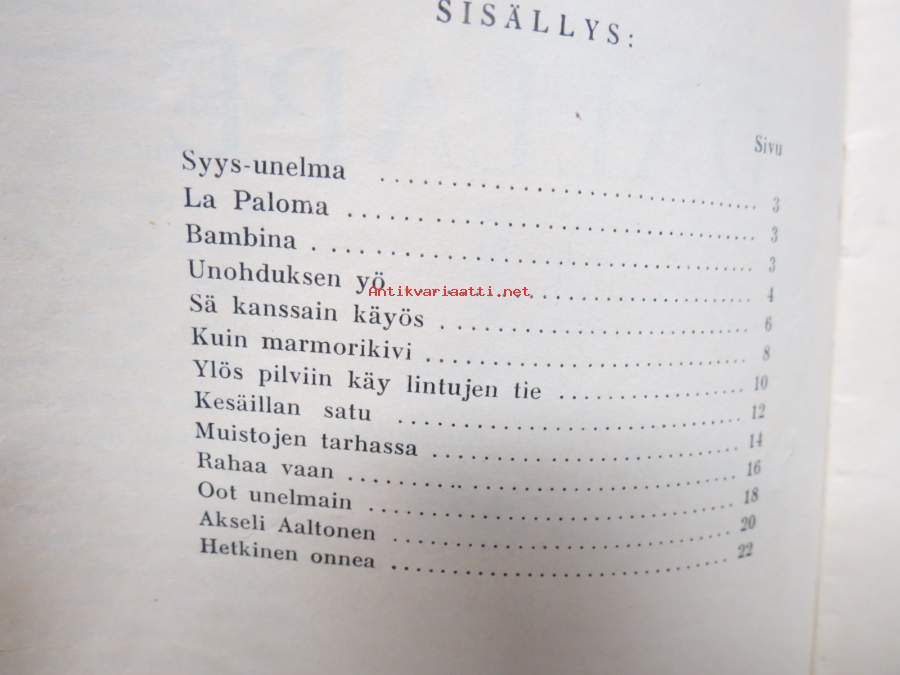 SISÄLLYS:
Sivu
Syys-unelma ........................ 3
La Paloma ........................ 3
Bambina ........................ 3
Unohduksen yö ........................ 4
Antikvariaatti.net
Sä kanssain käyös ........................ 6
Kuin marmorikivi ........................ 8
Ylös pilviin käy lintujen tie ........................ 10
Kesäillan satu ........................ 12
Muistojen tarhassa ........................ 14
Rahaa vaan ........................ 16
Oot unelmain ........................ 18
Akseli Aaltonen ........................ 20
Hetkinen onnea ........................ 22